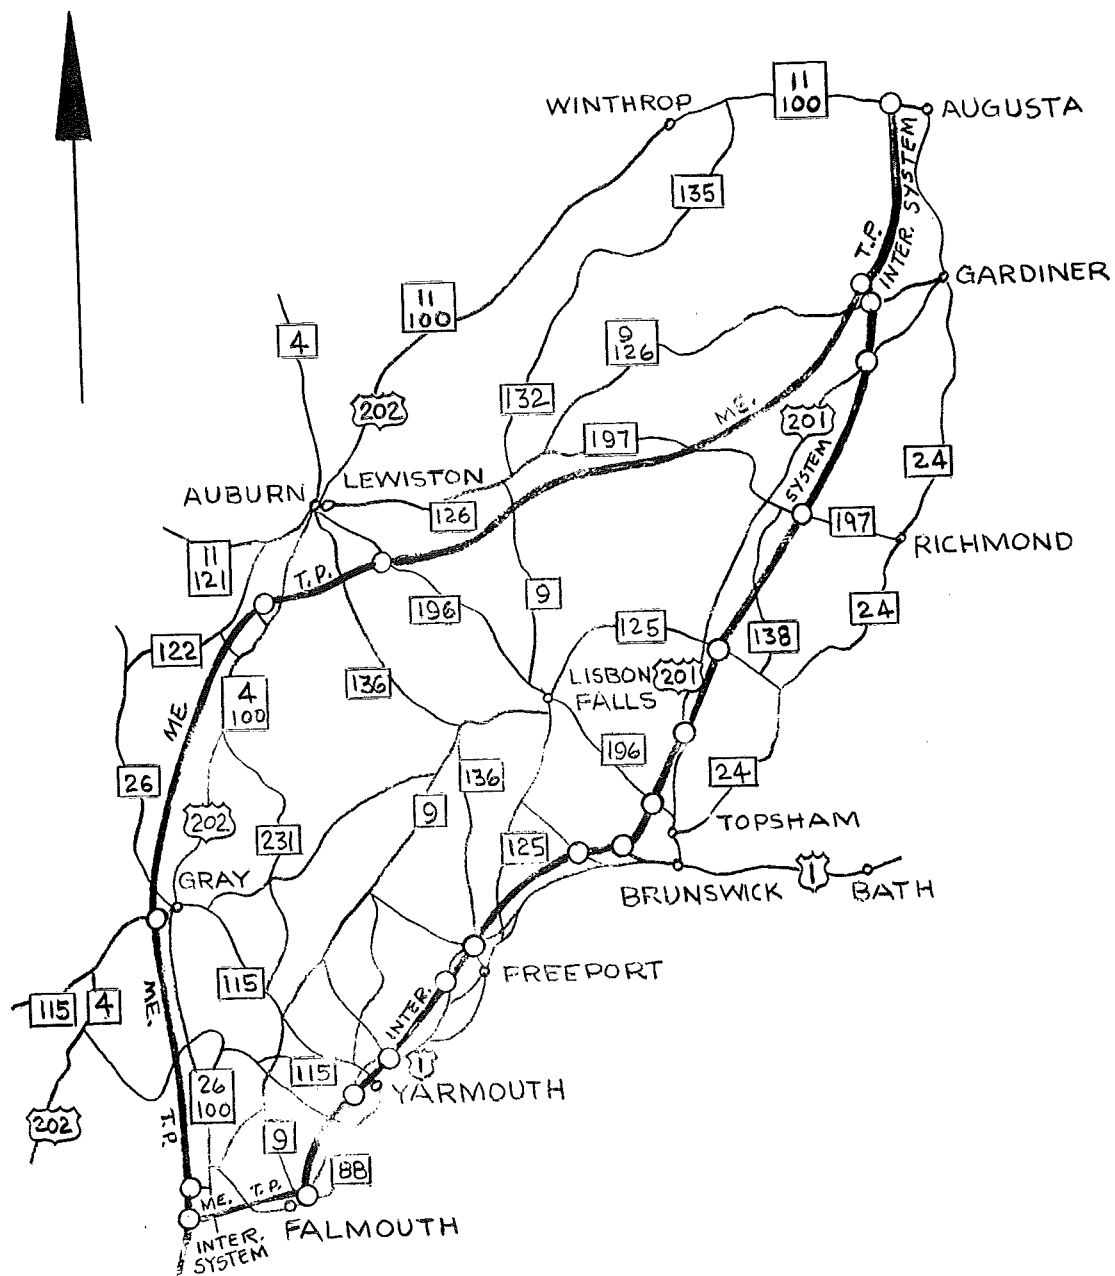 11
100
WINTHROP
AUGUSTA
135
INTER. SYSTEM
T.P.
GARDINER
11
100
4
9
126
202
132
ME.
201
197
24
LEWISTON
AUBURN
SYSTEM
126
197
RICHMOND
11
121
T.P.
196
9
24
125
138
122
LISBON
FALLS
201
136
4
100
ME
196
136
24
26
9
202
231
125
TOPSHAM
GRAY
BRUNSWICK
1
BATH
115
FREEPORT
ME.
115
4
INTER.
1
115
YARMOUTH
26
100
202
T.P.
9
88
ME. T.P.
FALMOUTH
INTER.
SYSTEM